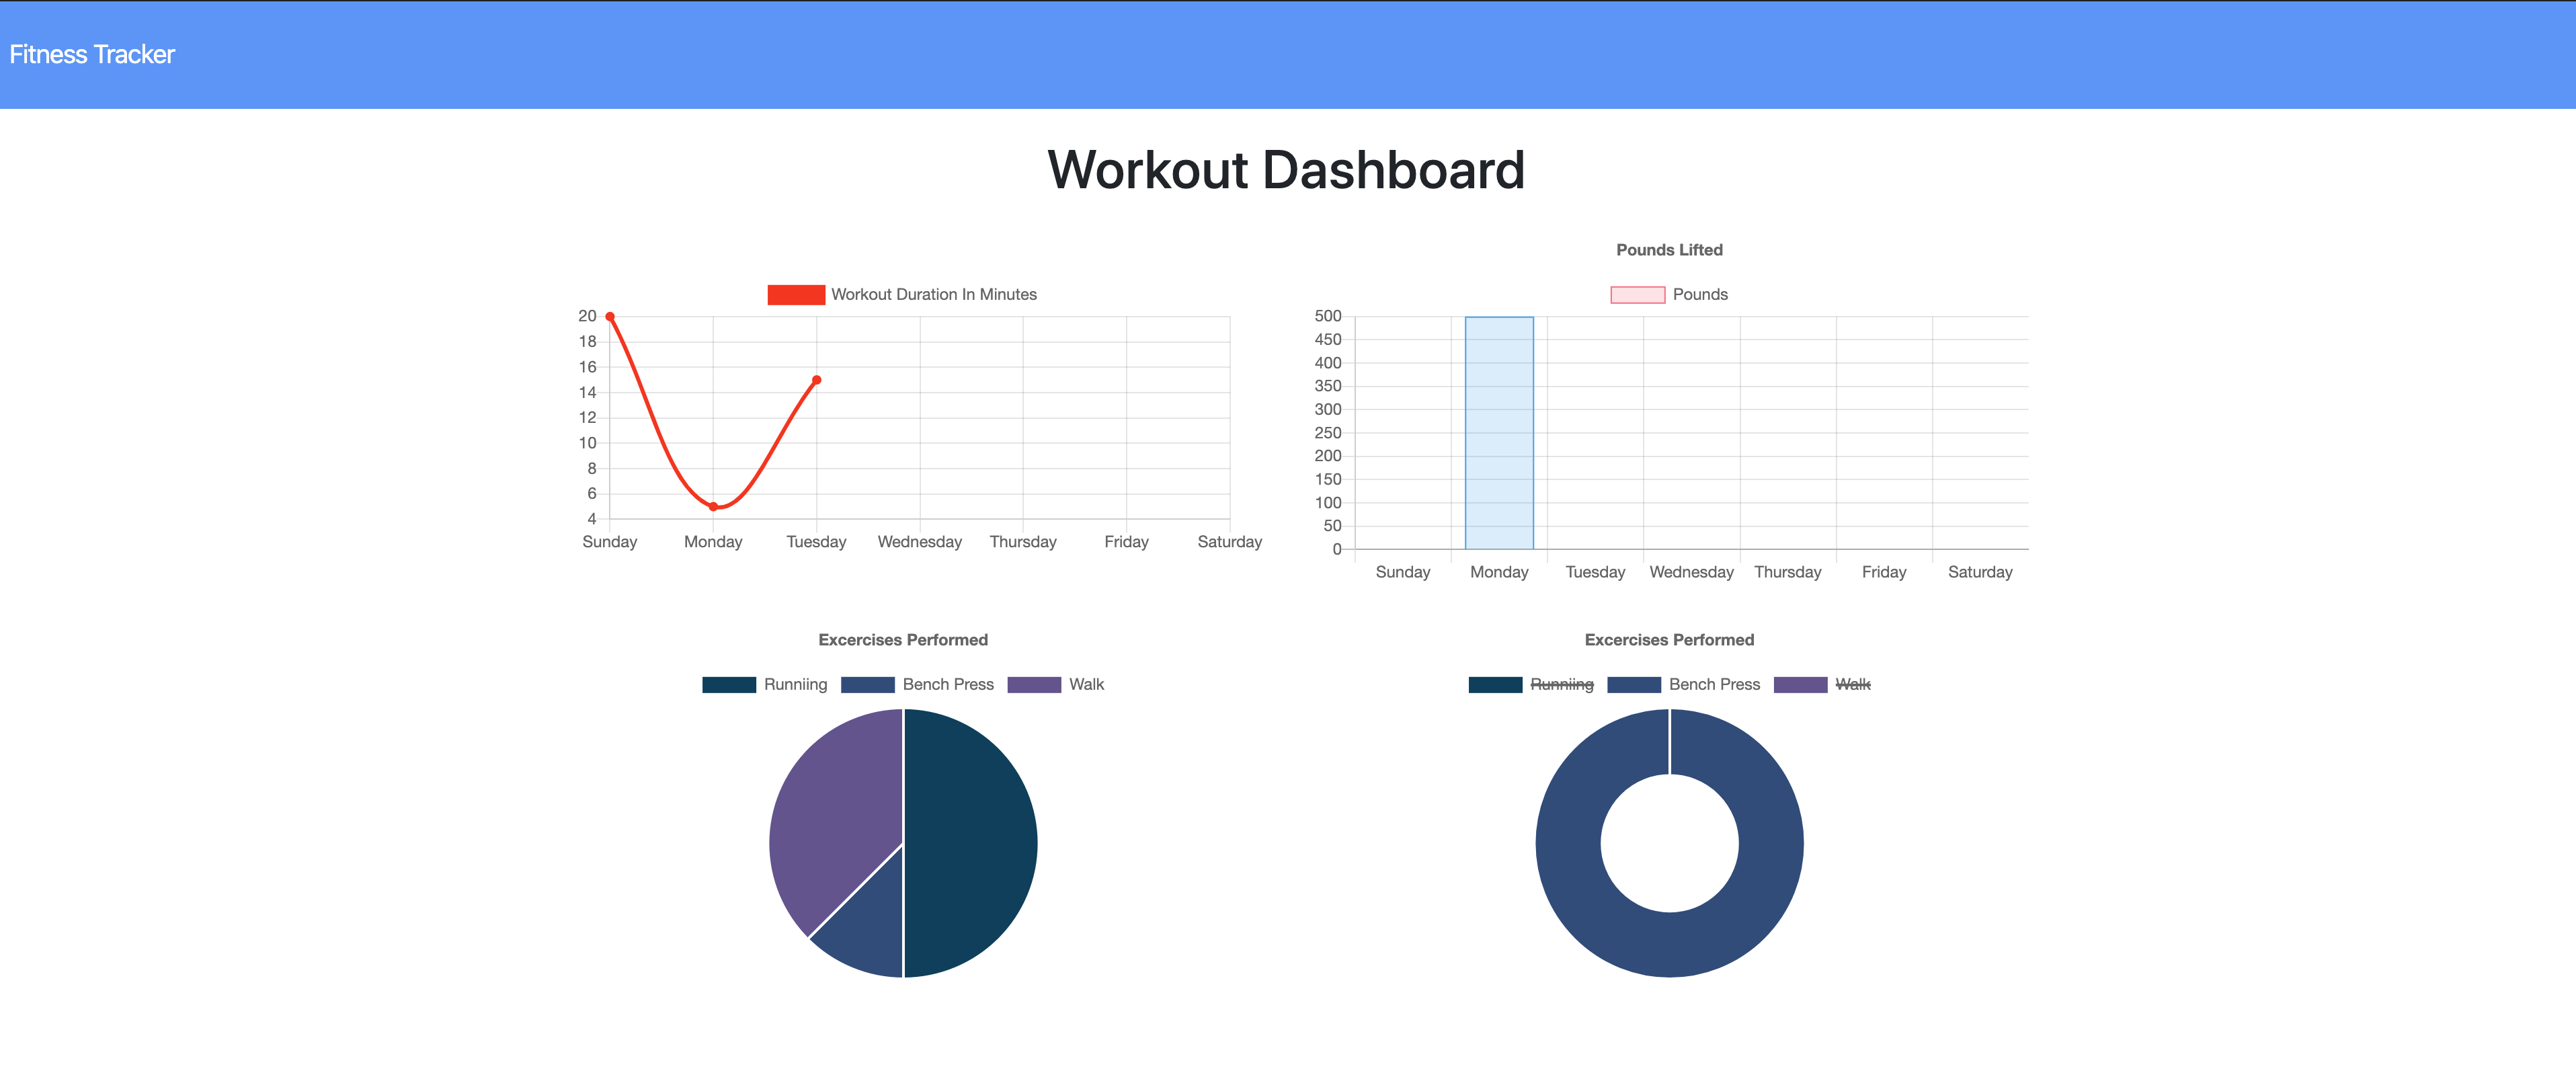 Fitness Tracker
Workout Dashboard
Workout Duration In Minutes
20
18
16
14
12
10
8
6
4
Sunday Monday Tuesday Wednesday Thursday Friday Saturday
Pounds Lifted
Pounds
500
450
400
350
300
250
200
150
100
50
0
Sunday Monday Tuesday Wednesday Thursday Friday Saturday
Excercises Performed
Runniing Bench Press Walk
Excercises Performed
Runniing Bench Press Walk